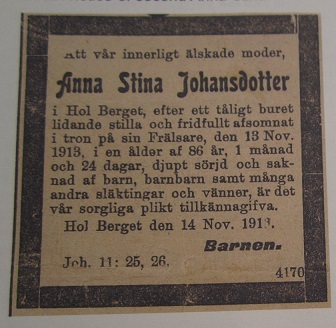 Att vår innerligt älskade moder,
Anna Stina Johansdotter
i Hol Berget, efter ett tåligt buret
lidande stilla och fridfullt afsomnat
i tron på sin Frälsare, den 13 Nov.
1913, i en ålder af 86 år, 1 månad
och 24 dagar, djupt sörjd och sak-
nad af barn, barnbarn samt många
andra släktingar och vänner, är det
vår sorgliga plikt tillkännagifva.
Hol Berget den 14 Nov. 1913.
Barnen.
Joh. 11: 25, 26.
4170